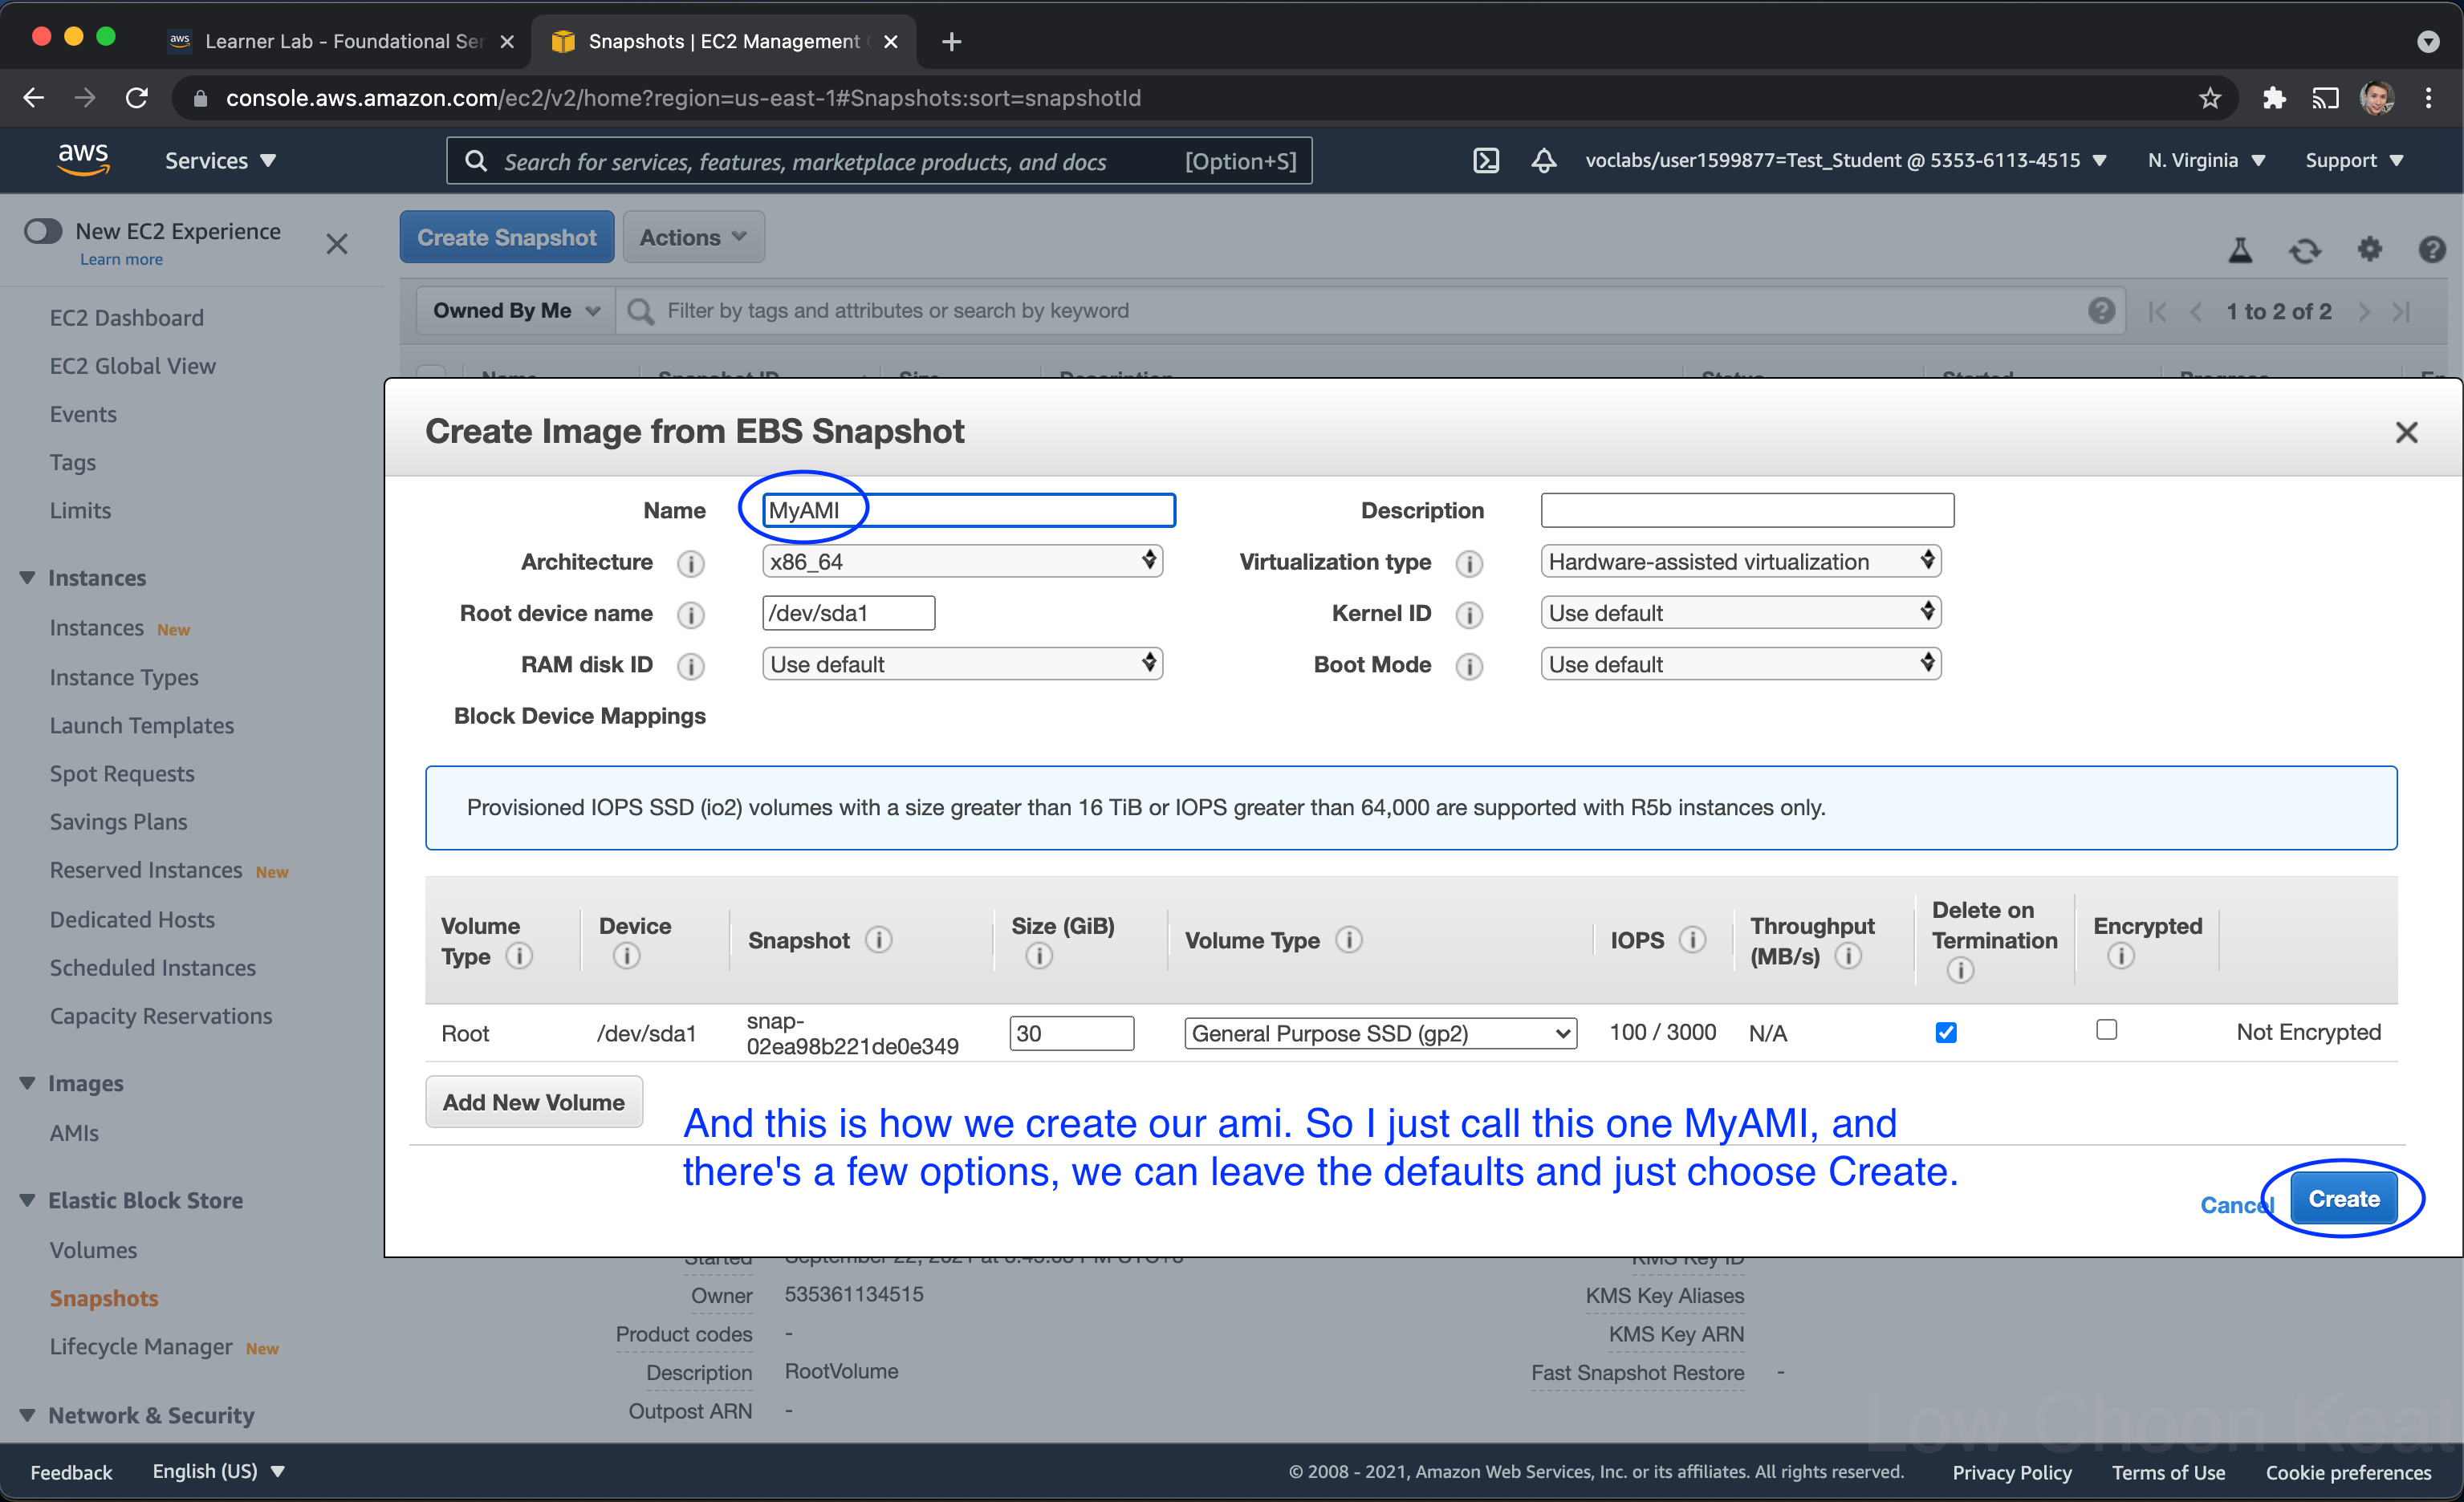 Learner Lab - Foundational Ser
Snapshots | EC2 Management
console.aws.amazon.com/ec2/v2/home?region=us-east-1#Snapshots:sort=snapshotId
aws
Services
Search for services, features, marketplace products, and docs
[Option+S]
voclabs/user1599877=Test_Student @ 5353-6113-4515
N. Virginia
Support
New EC2 Experience
Learn more
Create Snapshot
Actions
Owned By Me
Filter by tags and attributes or search by keyword
1 to 2 of 2
EC2 Dashboard
EC2 Global View
Events
Tags
Limits
Instances
Instances New
Instance Types
Launch Templates
Spot Requests
Savings Plans
Reserved Instances New
Dedicated Hosts
Scheduled Instances
Capacity Reservations
Images
AMIs
Elastic Block Store
Volumes
Snapshots
Lifecycle Manager New
Network & Security
Name Snapshot ID Size Description Status Started Progress
Create Image from EBS Snapshot
Name MyAMI
Description
Architecture x86_64
Virtualization type Hardware-assisted virtualization
Root device name /dev/sda1
Kernel ID Use default
RAM disk ID Use default
Boot Mode Use default
Block Device Mappings
Provisioned IOPS SSD (io2) volumes with a size greater than 16 TiB or IOPS greater than 64,000 are supported with R5b instances only.
Volume Type
Device
Snapshot
Size (GiB)
Volume Type
IOPS
Throughput (MB/s)
Delete on Termination
Encrypted
Root
/dev/sda1
snap-
02ea98b221de0e349
30
General Purpose SSD (gp2)
100 / 3000
N/A
Not Encrypted
Add New Volume
And this is how we create our ami. So I just call this one MyAMI, and
there's a few options, we can leave the defaults and just choose Create.
Cancel
Create
Started
KMS Key ID
Owner 535361134515
KMS Key Aliases
Product codes -
KMS Key ARN
Description RootVolume
Fast Snapshot Restore -
Outpost ARN -
Low Choon Keat
Feedback
English (US)
© 2008 - 2021, Amazon Web Services, Inc. or its affiliates. All rights reserved.
Privacy Policy
Terms of Use
Cookie preferences